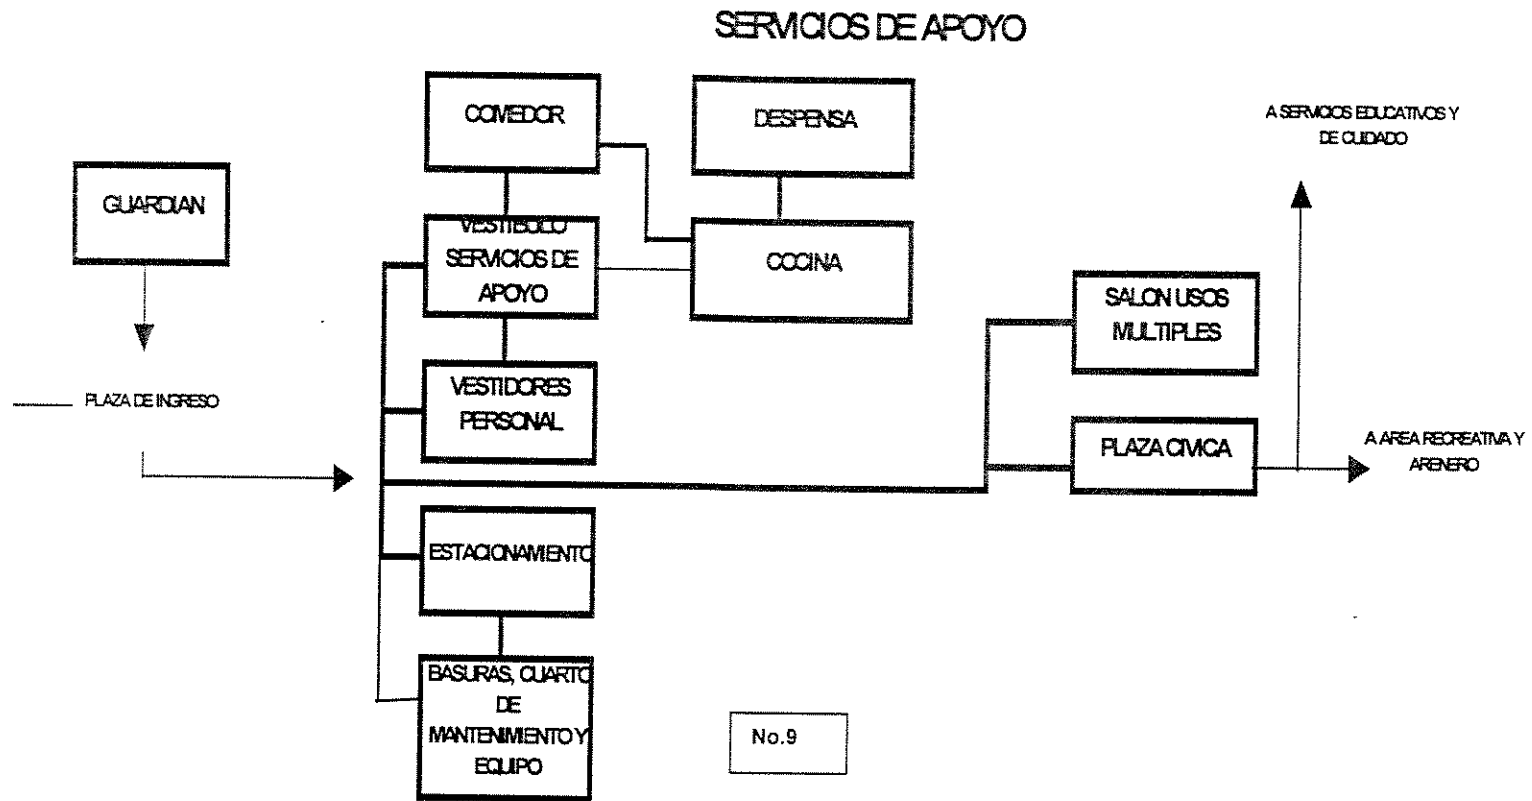 SERVICIOS DE APOYO
COMEDOR
DESPENSA
A SERVICIOS EDUCATIVOS Y
DE CUIDADO
GUARDIAN
VESTIBULO
SERVICIOS DE
APOYO
COCINA
SALON USOS
MULTIPLES
VESTIDORES
PERSONAL
PLAZA DE INGRESO
PLAZA CIVICA
A AREA RECREATIVA Y
ARENERO
ESTACIONAMIENTO
BASURAS, CUARTO
DE
MANTENIMIENTO Y
EQUIPO
No.9